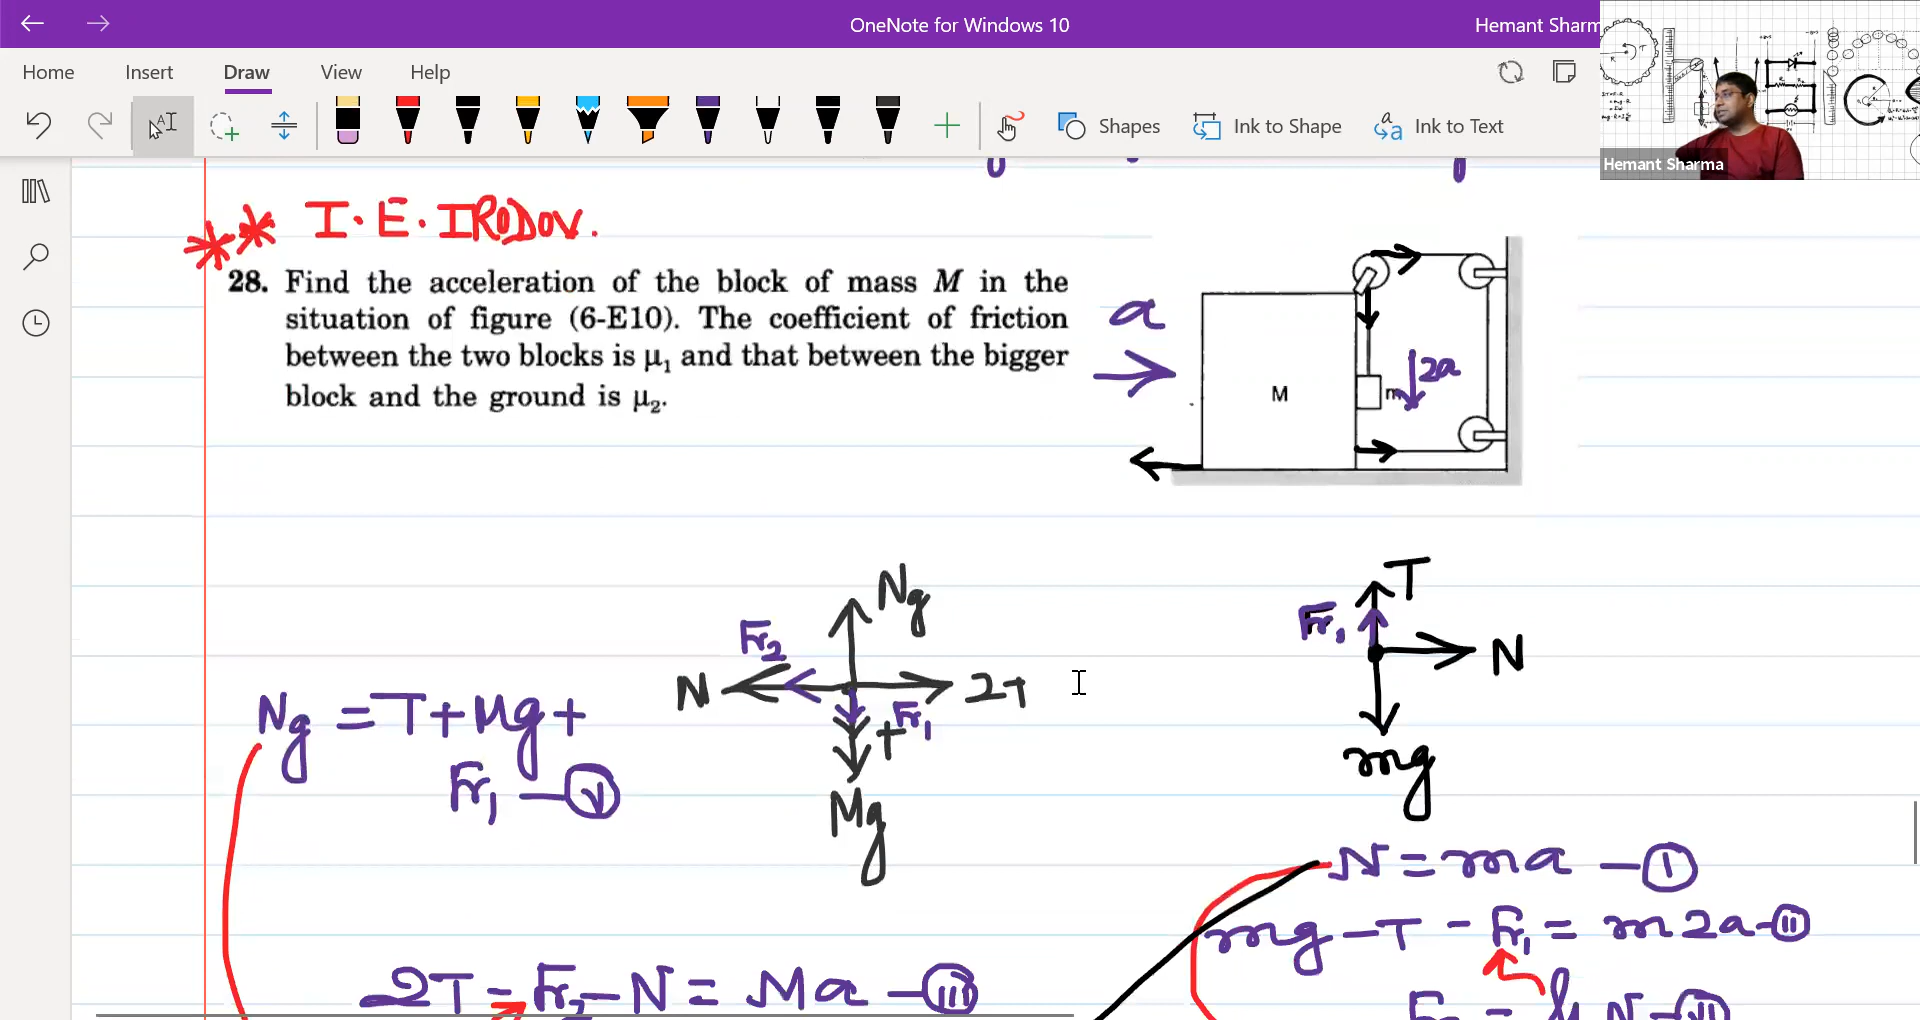 OneNote for Windows 10
Hemant Sharm
Home Insert Draw View Help
Shapes Ink to Shape Ink to Text
Hemant Sharma
** I.E. IRODOV.
28. Find the acceleration of the block of mass M in the
situation of figure (6-E10). The coefficient of friction
between the two blocks is μ₁ and that between the bigger
block and the ground is μ₂.
a
2a
M
m
Ng
Fr₂
N
2T
Fr₁
T
Mg
T
Fr₁
N
mg
Ng = T + Mg +
Fr₁ — Ⓥ
N = ma — Ⓘ
mg - T - Fr₁ = m2a - Ⓘⓘ
2T - Fr₂ - N = Ma - Ⓘⓘⓘ